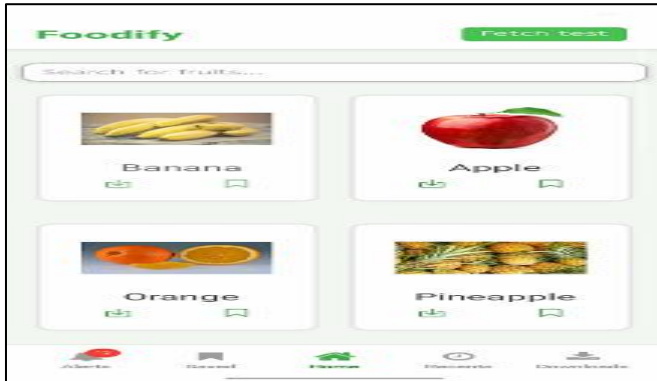 Foodify
Fetch test
Search for fruits...
Banana
Apple
Orange
Pineapple
Alerts
Saved
Home
Recents
Downloads